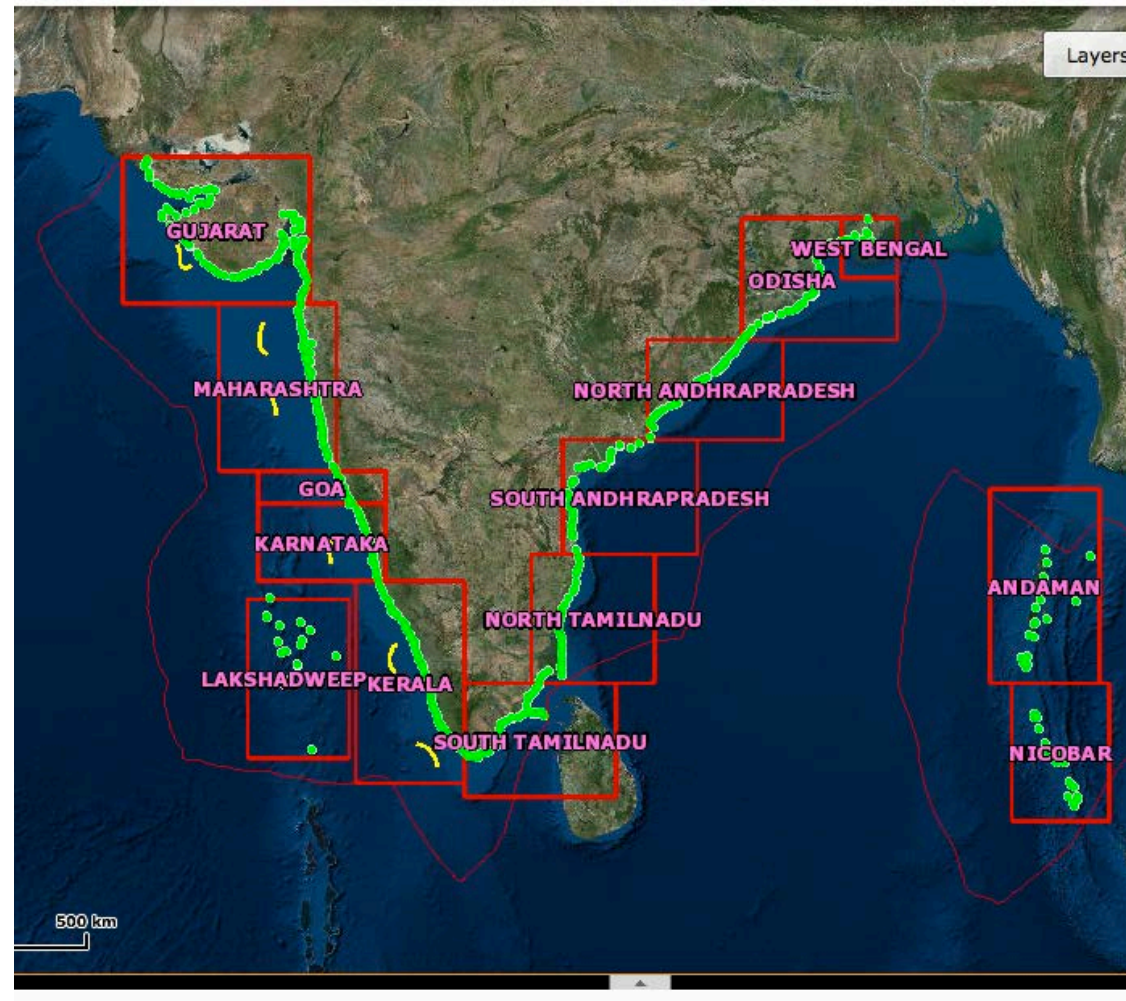 Layers
GUJARAT
WEST BENGAL
ODISHA
MAHARASHTRA
NORTH ANDHRAPRADESH
GOA
SOUTH ANDHRAPRADESH
KARNATAKA
ANDAMAN
NORTH TAMILNADU
LAKSHADWEEP
KERALA
SOUTH TAMILNADU
NICOBAR
500 km